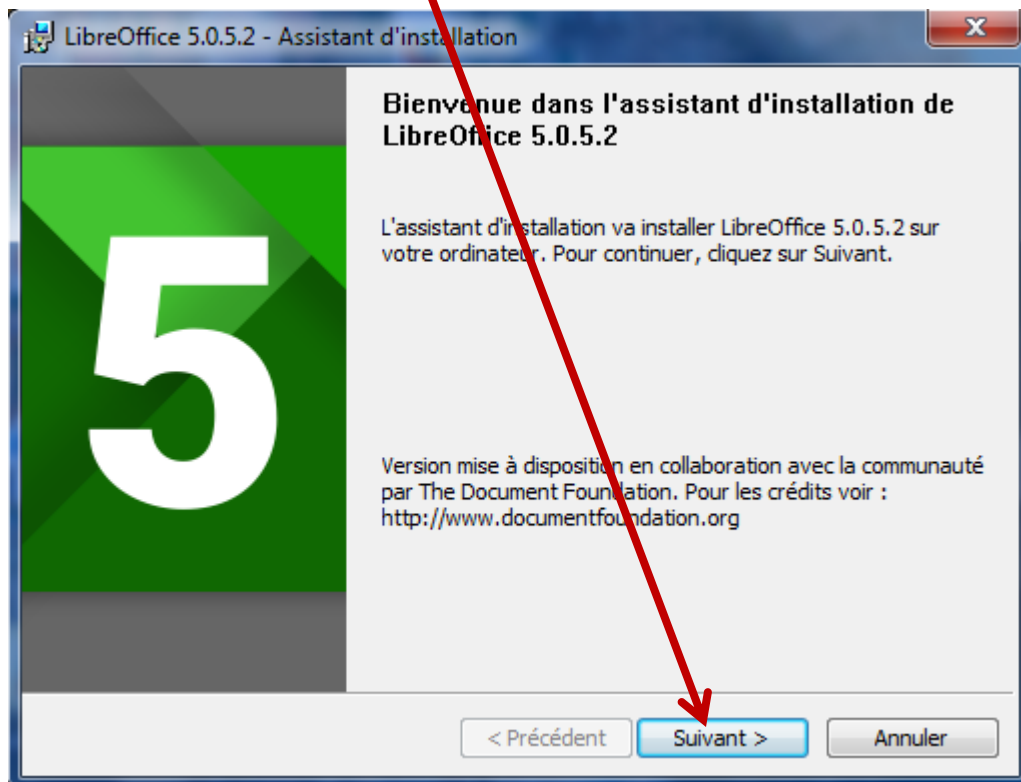 LibreOffice 5.0.5.2 - Assistant d'installation
X
5
Bienvenue dans l'assistant d'installation de
LibreOffice 5.0.5.2
L'assistant d'installation va installer LibreOffice 5.0.5.2 sur
votre ordinateur. Pour continuer, cliquez sur Suivant.
Version mise à disposition en collaboration avec la communauté
par The Document Foundation. Pour les crédits voir :
http://www.documentfoundation.org
< Précédent
Suivant >
Annuler